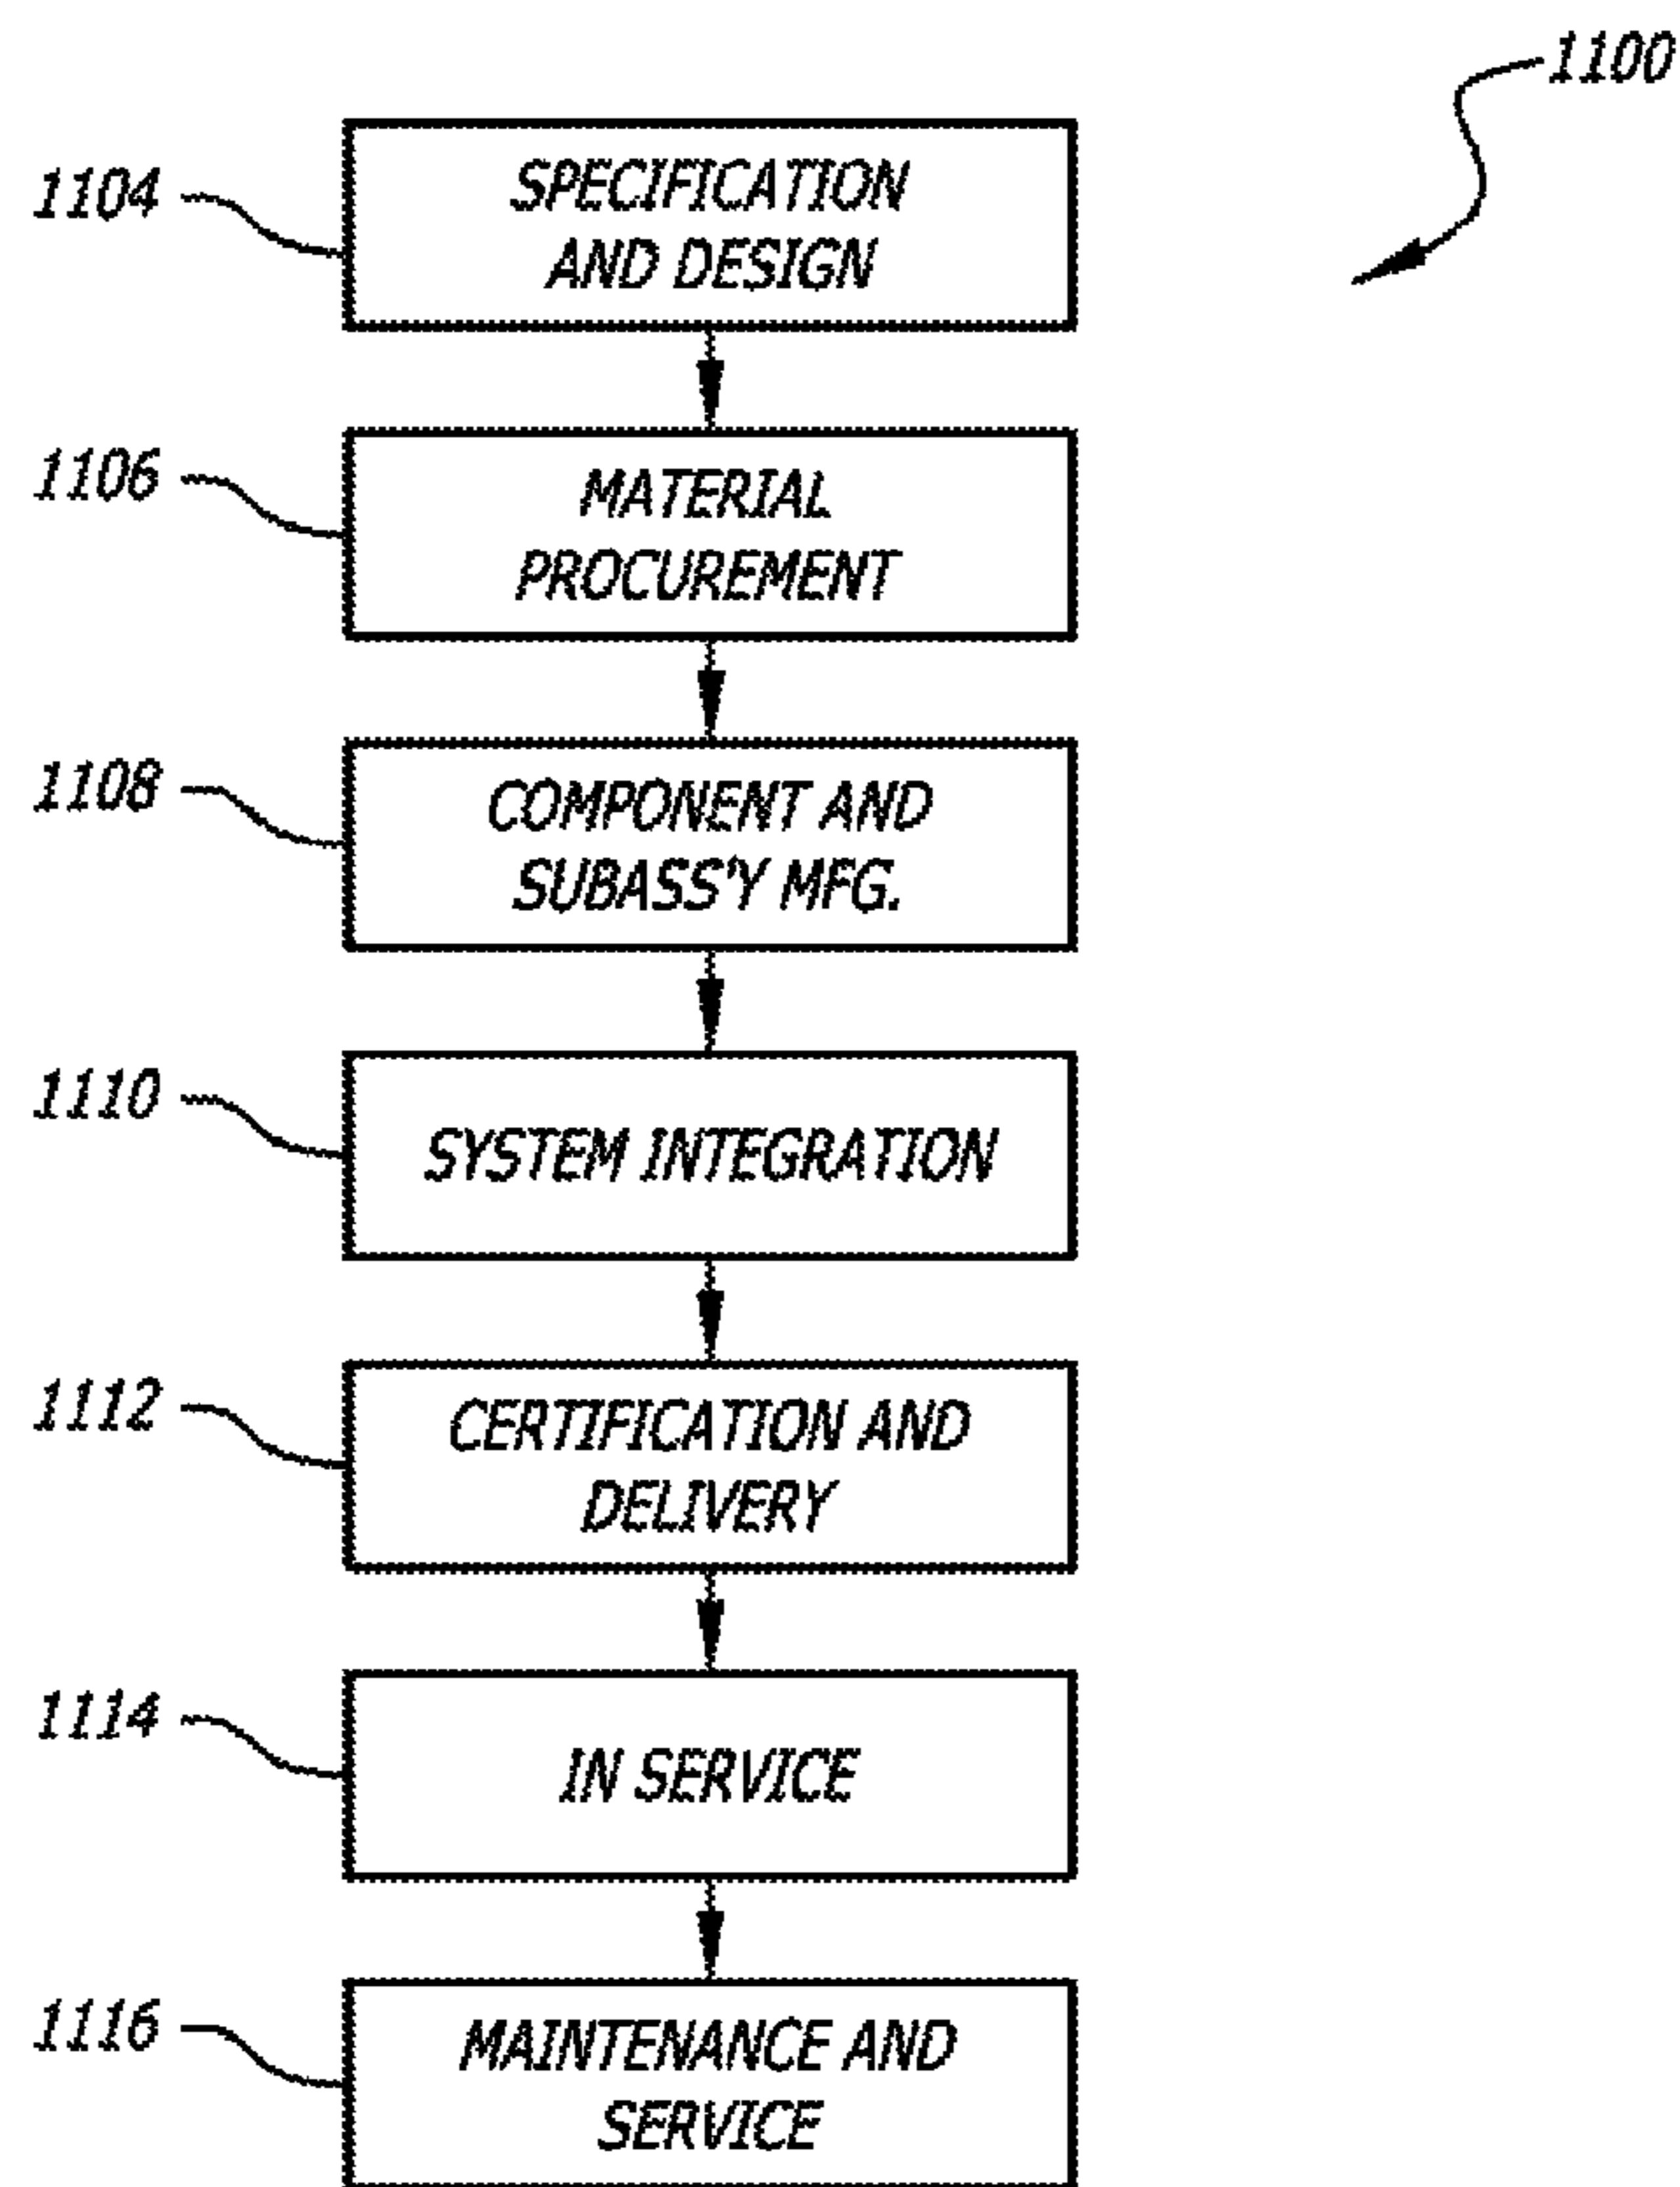 1100
1104
SPECIFICATION
AND DESIGN
1106
MATERIAL
PROCUREMENT
1108
COMPONENT AND
SUBASS'Y MFG.
1110
SYSTEM INTEGRATION
1112
CERTIFICATION AND
DELIVERY
1114
IN SERVICE
1116
MAINTENANCE AND
SERVICE